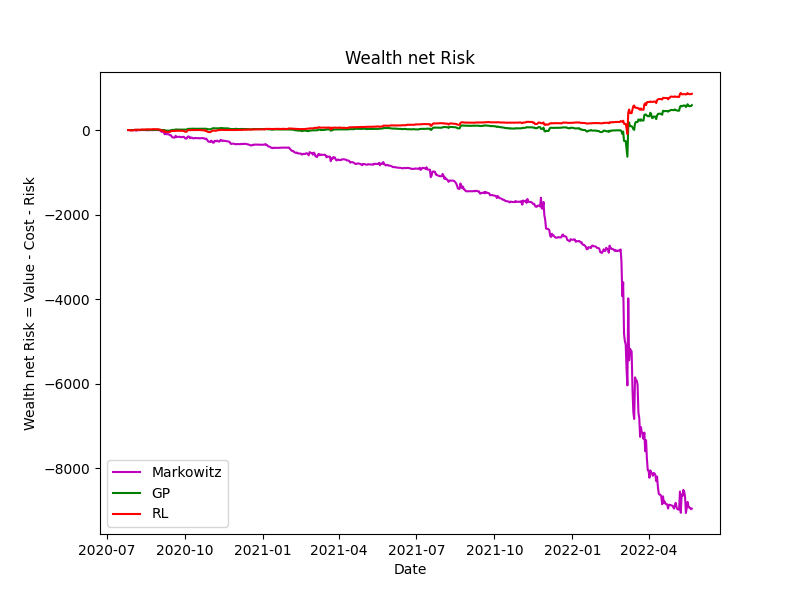 Wealth net Risk
Wealth net Risk = Value - Cost - Risk
0
−2000
−4000
−6000
−8000
Markowitz
GP
RL
2020-07 2020-10 2021-01 2021-04 2021-07 2021-10 2022-01 2022-04
Date